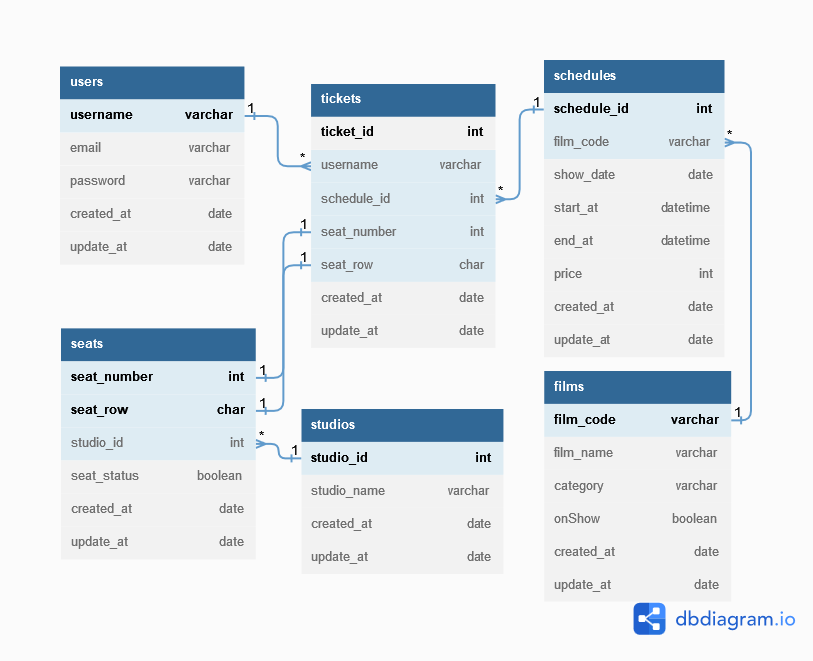 users
username varchar
email varchar
password varchar
created_at date
update_at date
1
*
tickets
ticket_id int
username varchar
schedule_id int
seat_number int
seat_row char
created_at date
update_at date
1
1
*
1
schedules
schedule_id int
film_code varchar
show_date date
start_at datetime
end_at datetime
price int
created_at date
update_at date
*
seats
seat_number int
seat_row char
studio_id int
seat_status boolean
created_at date
update_at date
1
1
*
1
studios
studio_id int
studio_name varchar
created_at date
update_at date
films
film_code varchar
film_name varchar
category varchar
onShow boolean
created_at date
update_at date
1
dbdiagram.io